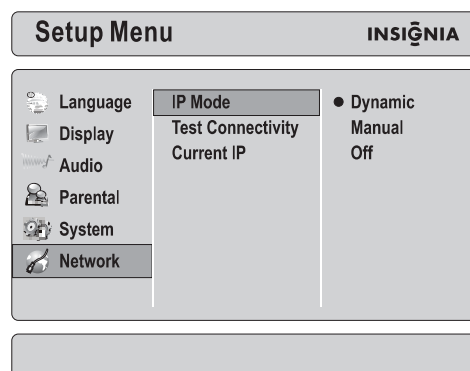 Setup Menu
INSIGNIA
Language
Display
Audio
Parental
System
Network
IP Mode
Test Connectivity
Current IP
Dynamic
Manual
Off